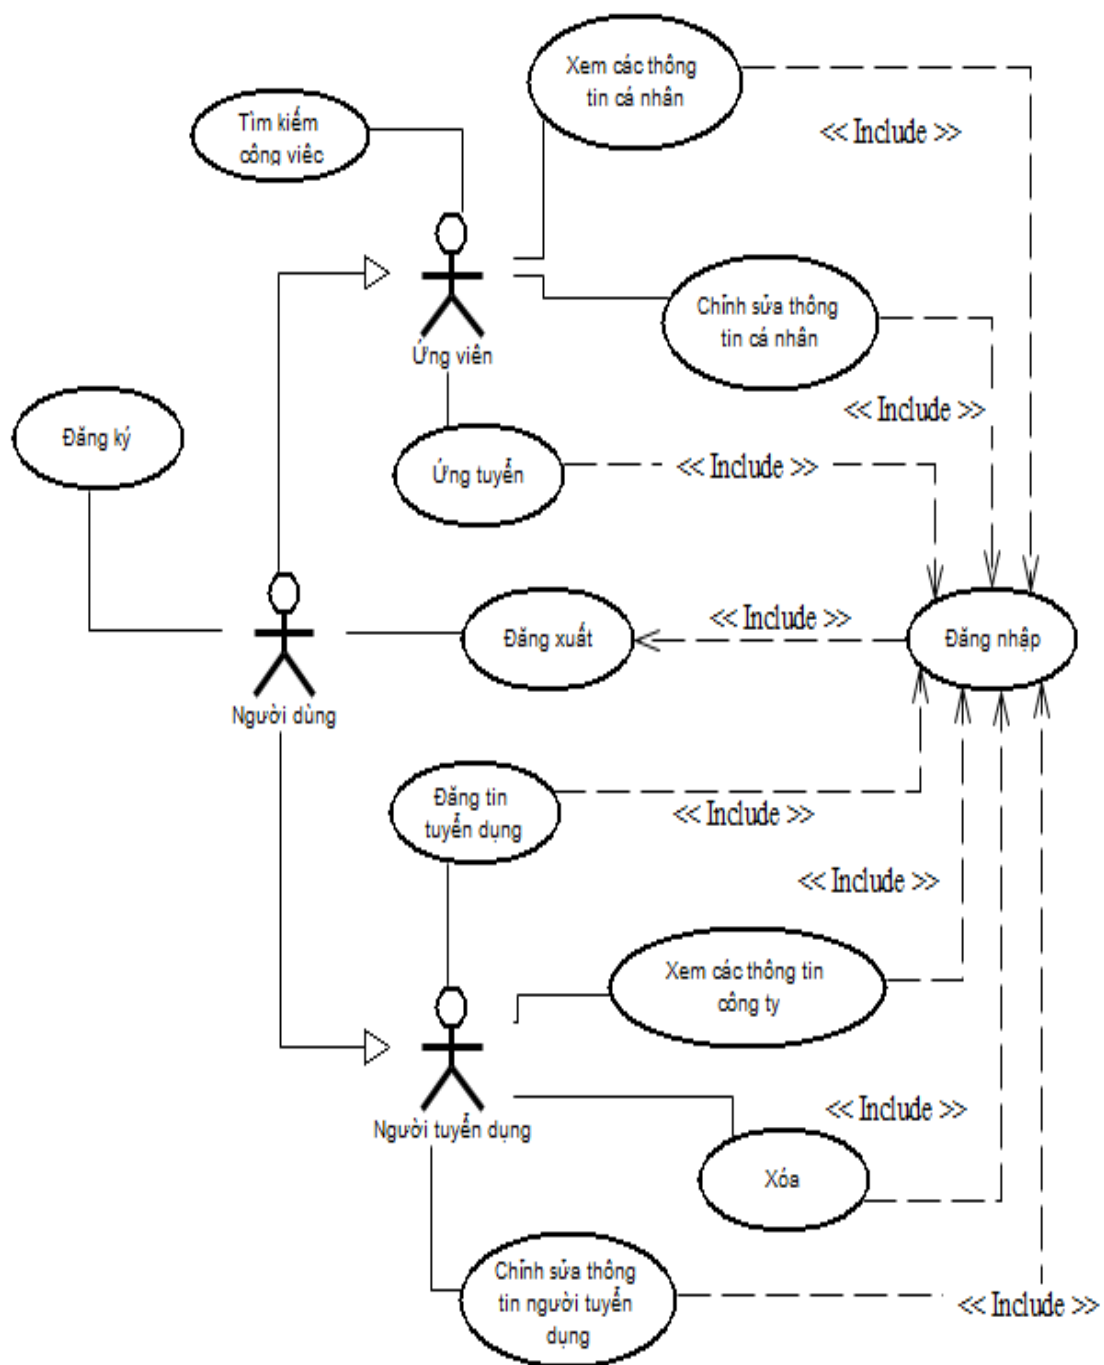 Xem các thông
tin cá nhân
Tìm kiếm
công việc
<< Include >>
Chỉnh sửa thông
tin cá nhân
Ứng viên
<< Include >>
Đăng ký
Ứng tuyển
<< Include >>
<< Include >>
Đăng xuất
Đăng nhập
Người dùng
Đăng tin
tuyển dụng
<< Include >>
<< Include >>
Xem các thông tin
công ty
<< Include >>
Người tuyển dụng
Xóa
Chỉnh sửa thông
tin người tuyển
dụng
<< Include >>